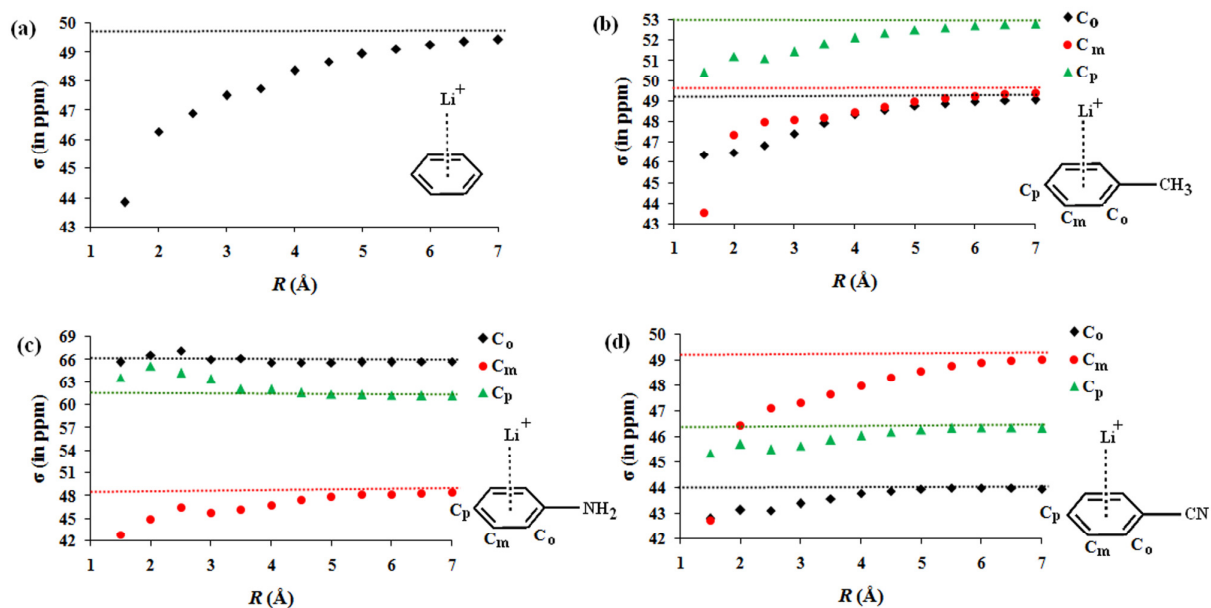 (a)
50
49
48
47
46
45
44
43
σ (in ppm)
1 2 3 4 5 6 7
R (Å)
Li+
(b)
53
52
51
50
49
48
47
46
45
44
43
σ (in ppm)
1 2 3 4 5 6 7
R (Å)
Co
Cm
Cp
Li+
Cp
CH3
Cm Co
(c)
69
66
63
60
57
54
51
48
45
42
σ (in ppm)
1 2 3 4 5 6 7
R (Å)
Co
Cm
Cp
Li+
Cp
NH2
Cm Co
(d)
50
49
48
47
46
45
44
43
42
σ (in ppm)
1 2 3 4 5 6 7
R (Å)
Co
Cm
Cp
Li+
Cp
CN
Cm Co